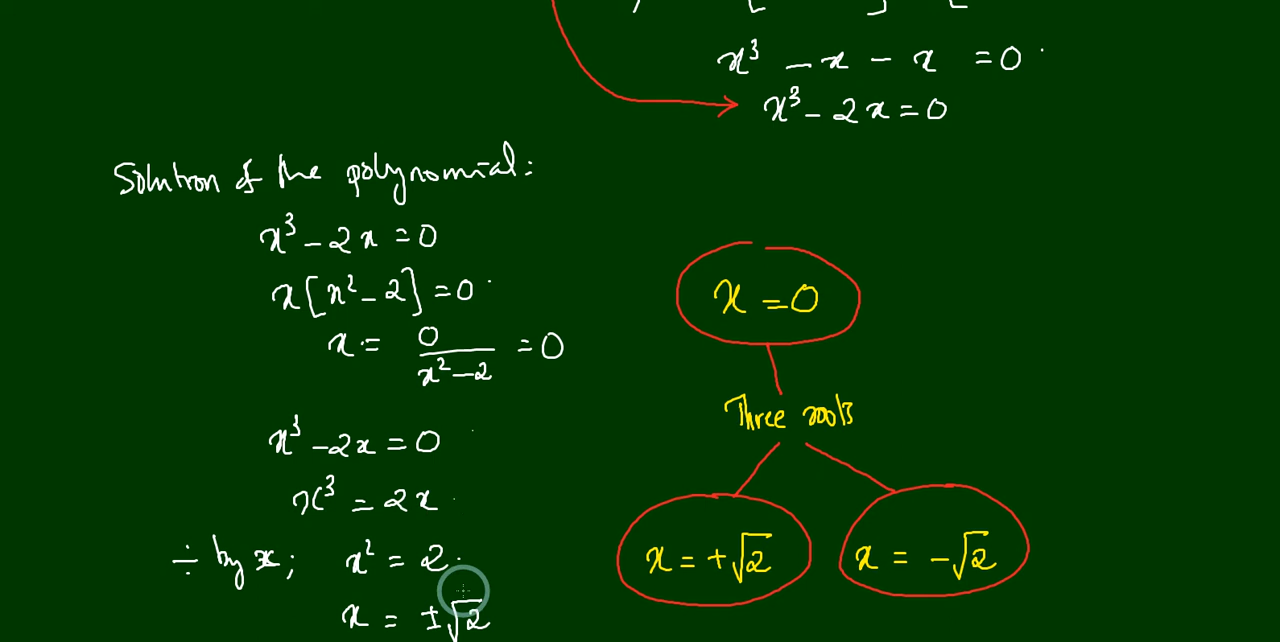 x³ - x - x = 0
x³ - 2x = 0
Solution of the polynomial:
x³ - 2x = 0
x[x² - 2] = 0
x = 0/(x² - 2) = 0
x³ - 2x = 0
x³ = 2x
÷ by x; x² = 2
x = ±√2
x = 0
Three roots
x = +√2
x = -√2